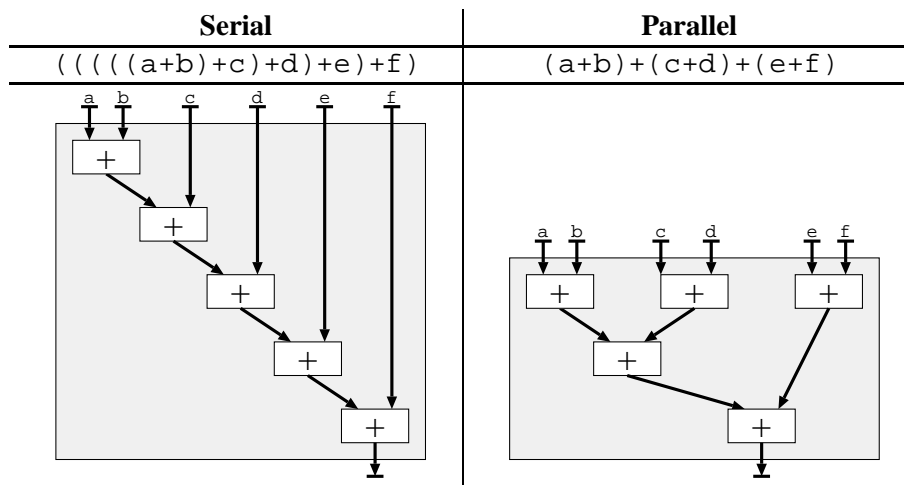 Serial
Parallel
(((((a+b)+c)+d)+e)+f)
(a+b)+(c+d)+(e+f)
a b c d e f
+
+
+
+
+
a b c d e f
+ + +
+
+